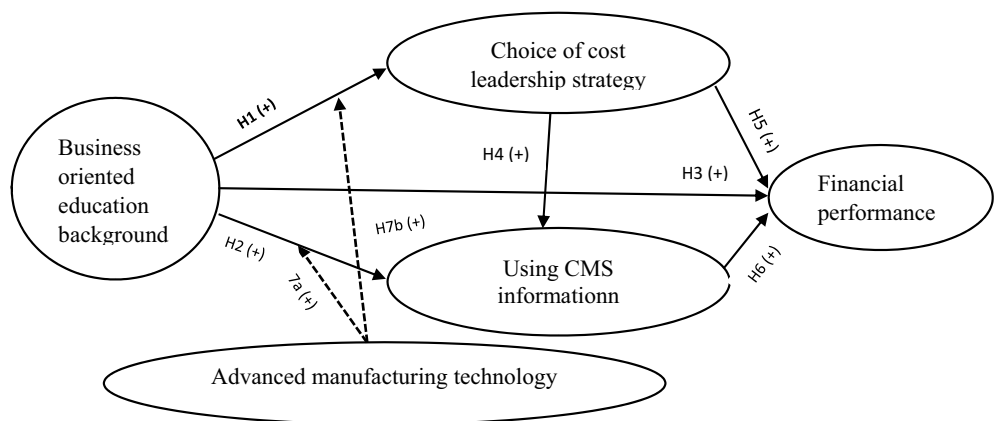 Choice of cost
leadership strategy
H1 (+)
H5 (+)
Business
oriented
education
background
H4 (+)
H3 (+)
Financial
performance
H2 (+)
H7b (+)
Using CMS
informationn
H6 (+)
7a (+)
Advanced manufacturing technology